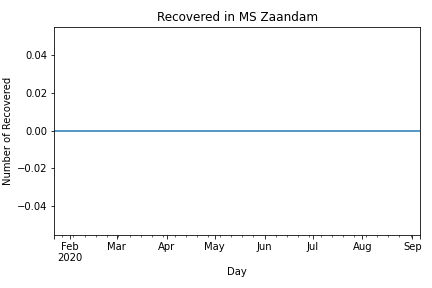 Recovered in MS Zaandam
Number of Recovered
0.04
0.02
0.00
−0.02
−0.04
Feb Mar Apr May Jun Jul Aug Sep
2020
Day